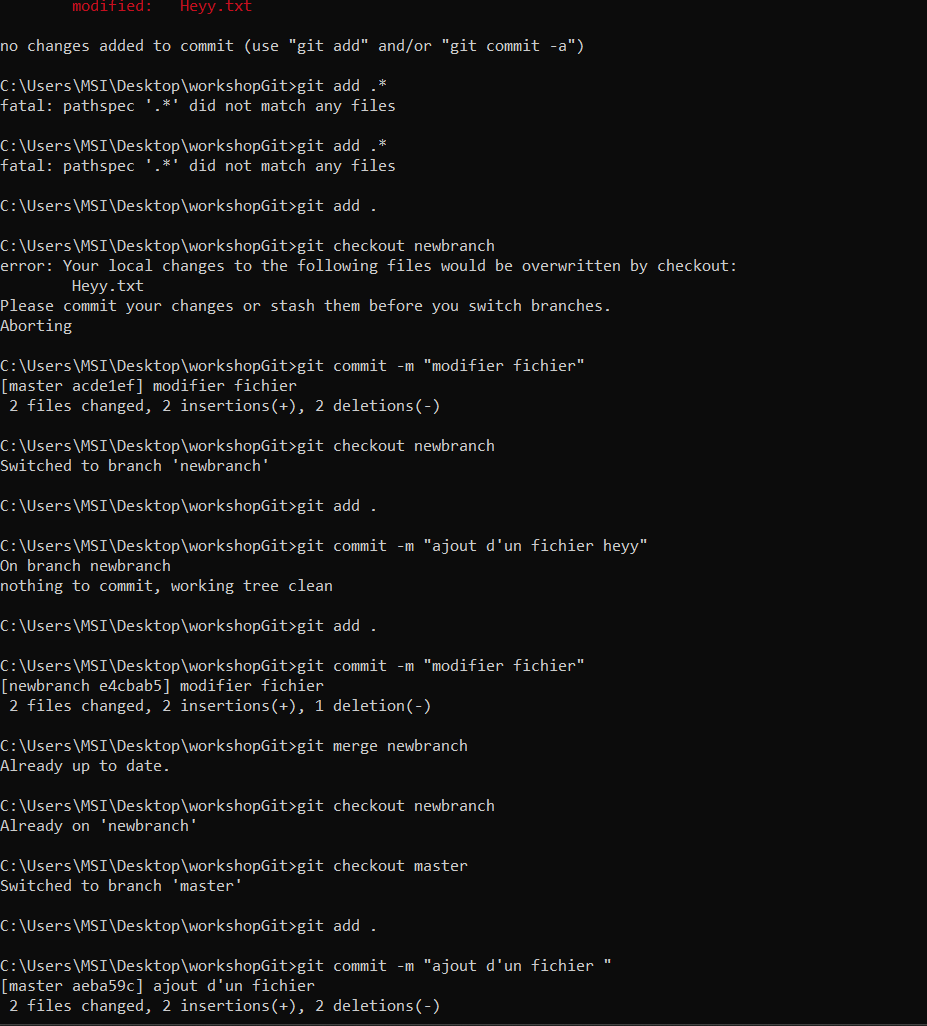 modified:   Heyy.txt
no changes added to commit (use "git add" and/or "git commit -a")
C:\Users\MSI\Desktop\workshopGit>git add .*
fatal: pathspec '.*' did not match any files
C:\Users\MSI\Desktop\workshopGit>git add .*
fatal: pathspec '.*' did not match any files
C:\Users\MSI\Desktop\workshopGit>git add .
C:\Users\MSI\Desktop\workshopGit>git checkout newbranch
error: Your local changes to the following files would be overwritten by checkout:
Heyy.txt
Please commit your changes or stash them before you switch branches.
Aborting
C:\Users\MSI\Desktop\workshopGit>git commit -m "modifier fichier"
[master acde1ef] modifier fichier
2 files changed, 2 insertions(+), 2 deletions(-)
C:\Users\MSI\Desktop\workshopGit>git checkout newbranch
Switched to branch 'newbranch'
C:\Users\MSI\Desktop\workshopGit>git add .
C:\Users\MSI\Desktop\workshopGit>git commit -m "ajout d'un fichier heyy"
On branch newbranch
nothing to commit, working tree clean
C:\Users\MSI\Desktop\workshopGit>git add .
C:\Users\MSI\Desktop\workshopGit>git commit -m "modifier fichier"
[newbranch e4cbab5] modifier fichier
2 files changed, 2 insertions(+), 1 deletion(-)
C:\Users\MSI\Desktop\workshopGit>git merge newbranch
Already up to date.
C:\Users\MSI\Desktop\workshopGit>git checkout newbranch
Already on 'newbranch'
C:\Users\MSI\Desktop\workshopGit>git checkout master
Switched to branch 'master'
C:\Users\MSI\Desktop\workshopGit>git add .
C:\Users\MSI\Desktop\workshopGit>git commit -m "ajout d'un fichier "
[master aeba59c] ajout d'un fichier
2 files changed, 2 insertions(+), 2 deletions(-)